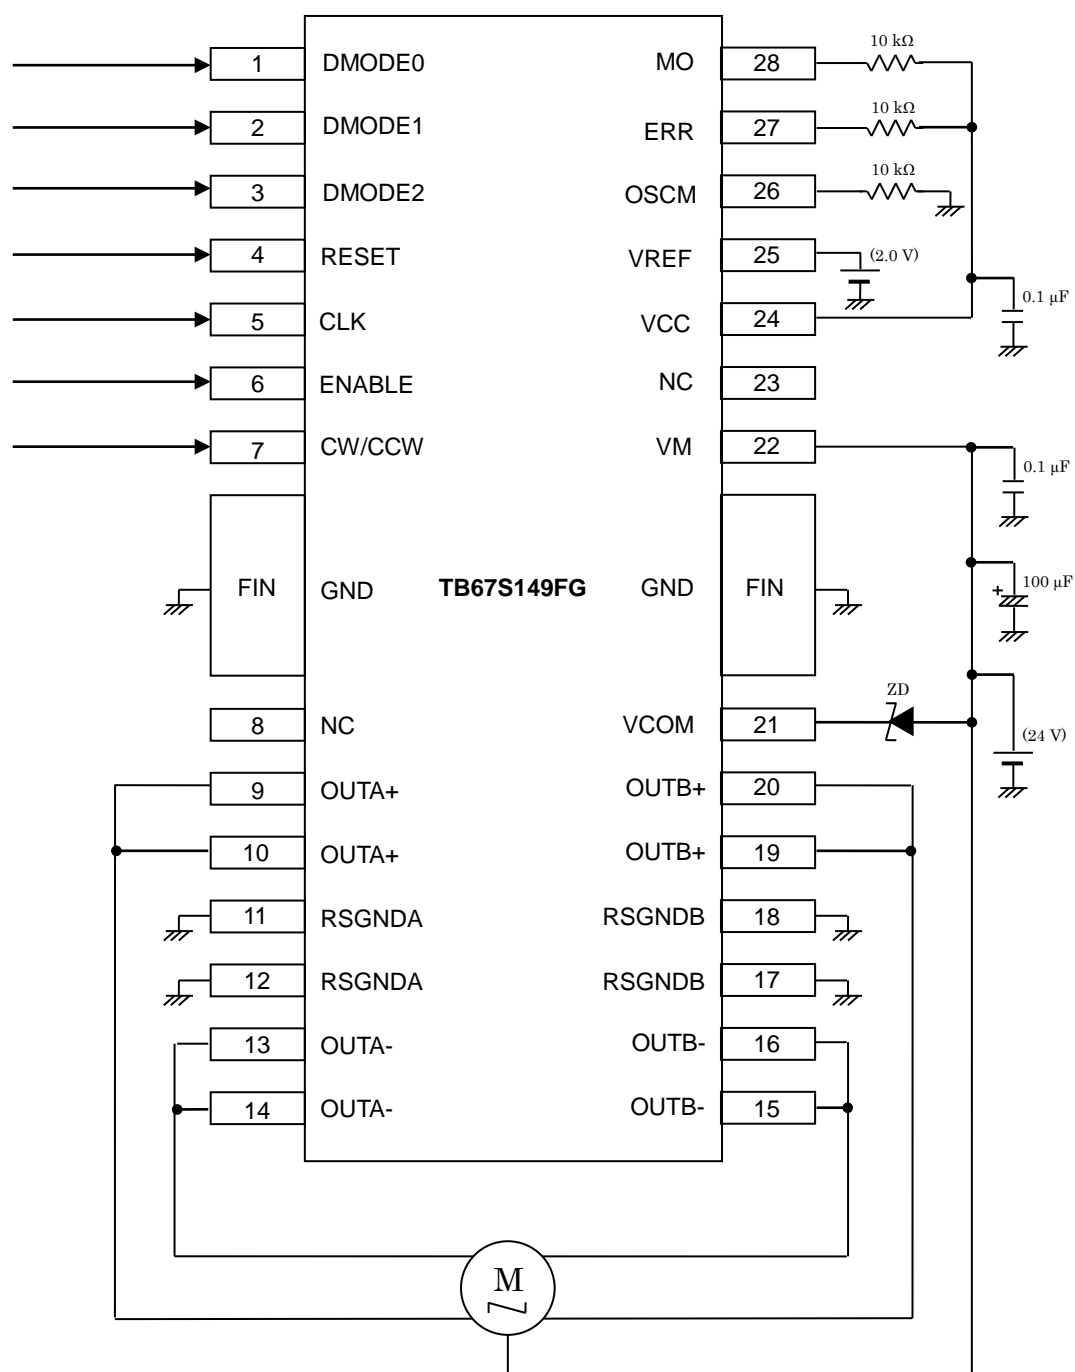 1 DMODE0 MO 28 10 kΩ
2 DMODE1 ERR 27 10 kΩ
3 DMODE2 OSCM 26 10 kΩ
4 RESET VREF 25 (2.0 V)
0.1 µF
5 CLK VCC 24
6 ENABLE NC 23
7 CW/CCW VM 22
0.1 µF
FIN GND TB67S149FG GND FIN
+ 100 µF
ZD
8 NC VCOM 21 (24 V)
9 OUTA+ OUTB+ 20
10 OUTA+ OUTB+ 19
11 RSGNDA RSGNDB 18
12 RSGNDA RSGNDB 17
13 OUTA- OUTB- 16
14 OUTA- OUTB- 15
M